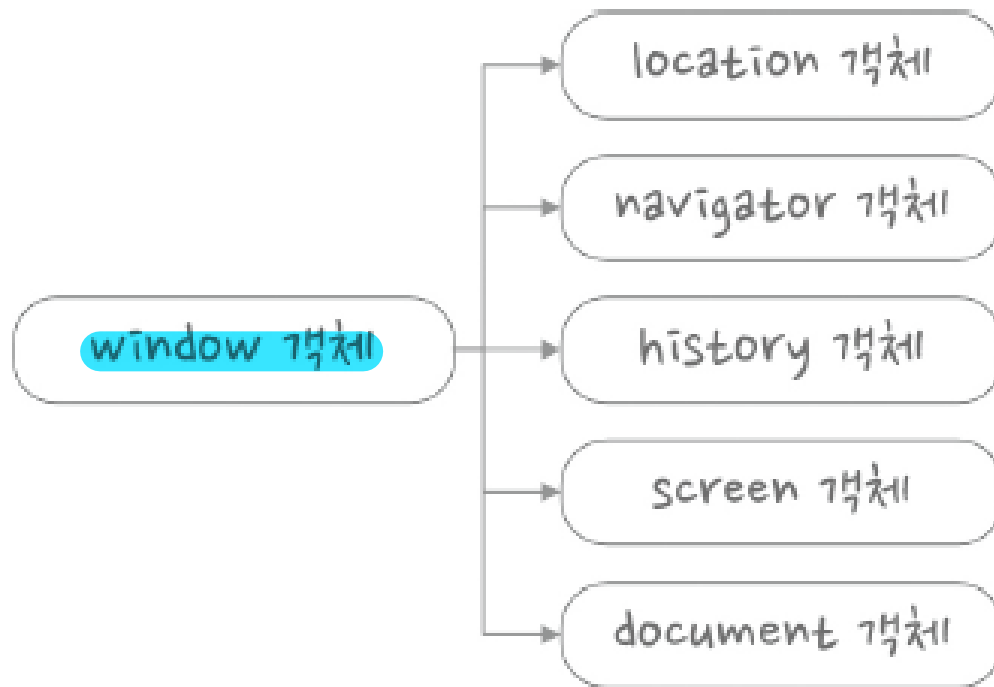 location 객체
navigator 객체
window 객체
history 객체
screen 객체
document 객체